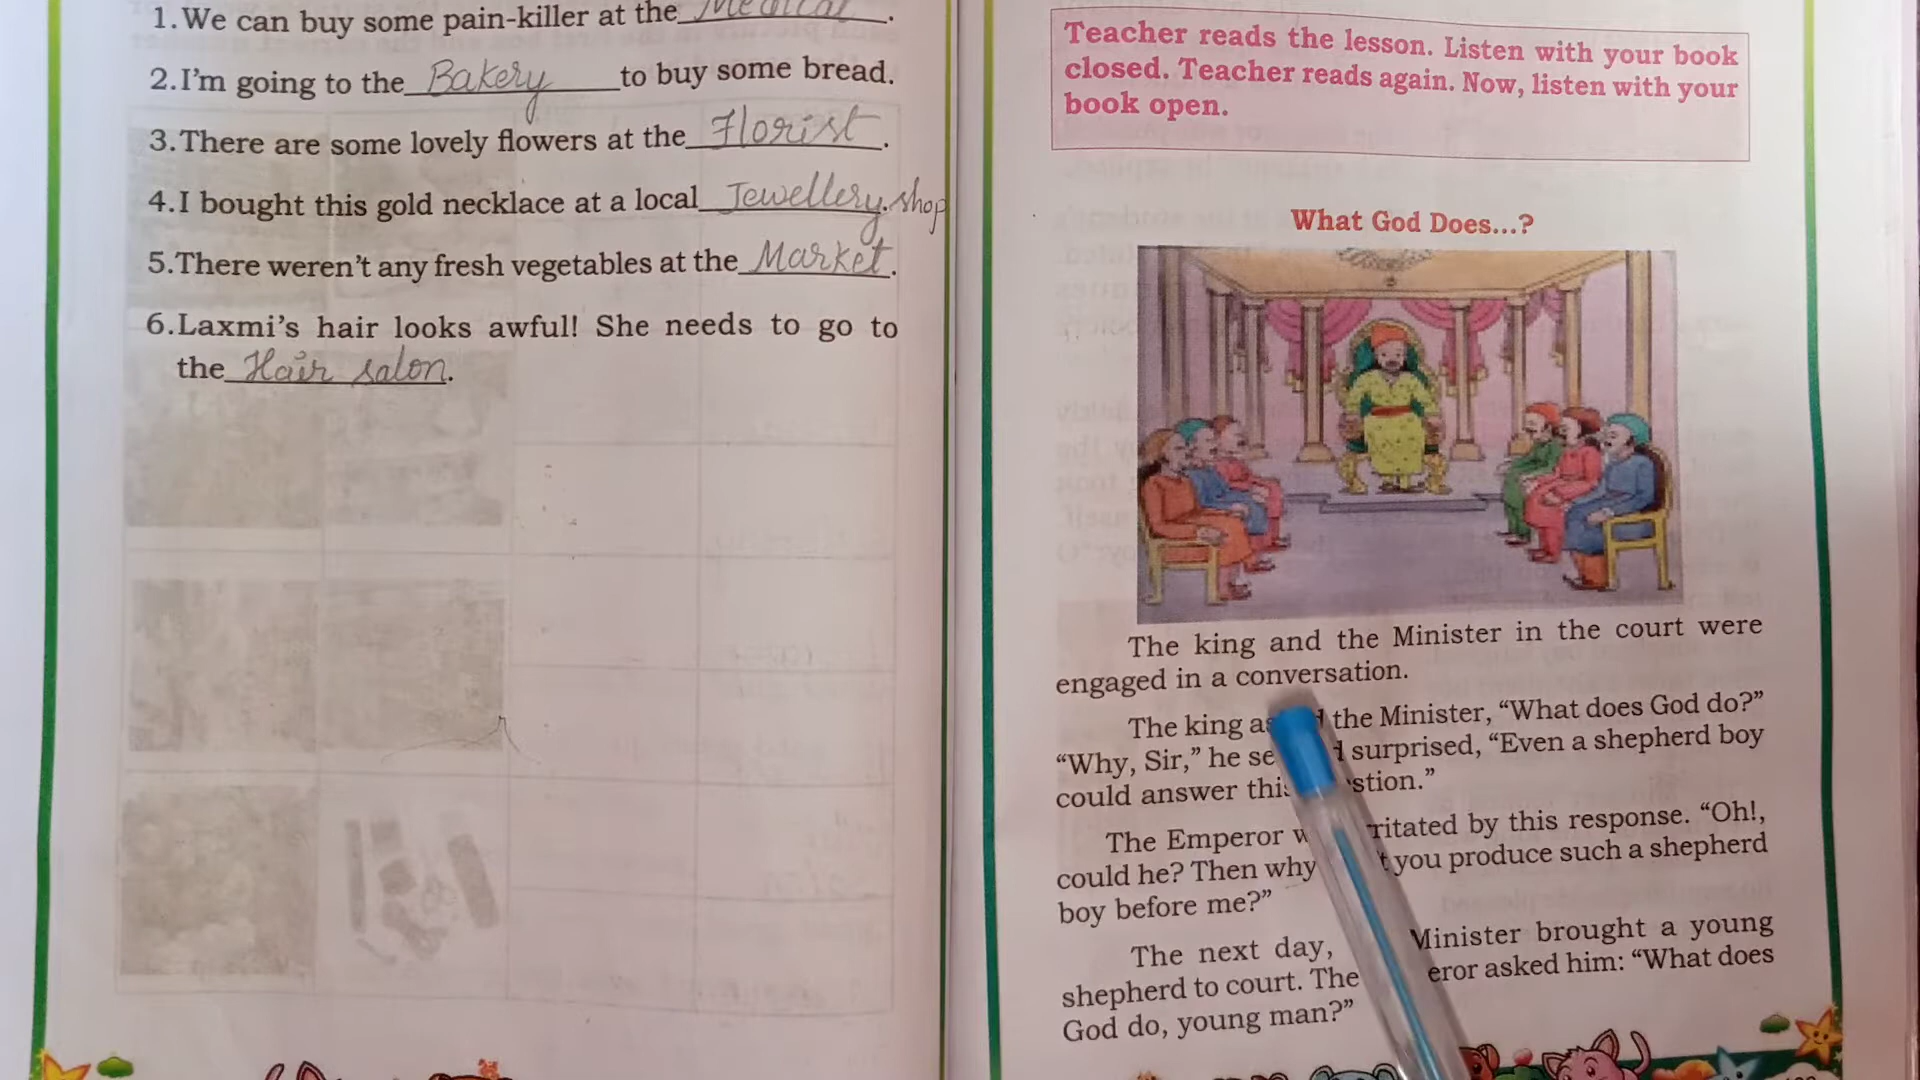 1. We can buy some pain-killer at the Medical.
2. I'm going to the Bakery to buy some bread.
3. There are some lovely flowers at the Florist.
4. I bought this gold necklace at a local Jewellery. shop
5. There weren't any fresh vegetables at the Market.
6. Laxmi's hair looks awful! She needs to go to
the Hair salon.
Teacher reads the lesson. Listen with your book
closed. Teacher reads again. Now, listen with your
book open.
What God Does...?
The king and the Minister in the court were
engaged in a conversation.
The king the Minister, “What does God do?”
“Why, Sir,” he surprised, “Even a shepherd boy
could answer
The Emperor by this response. “Oh!,
could he? Then why you produce such a shepherd
boy before me?”
The next day, Minister brought a young
shepherd to court. The asked him: “What does
God do, young man?”